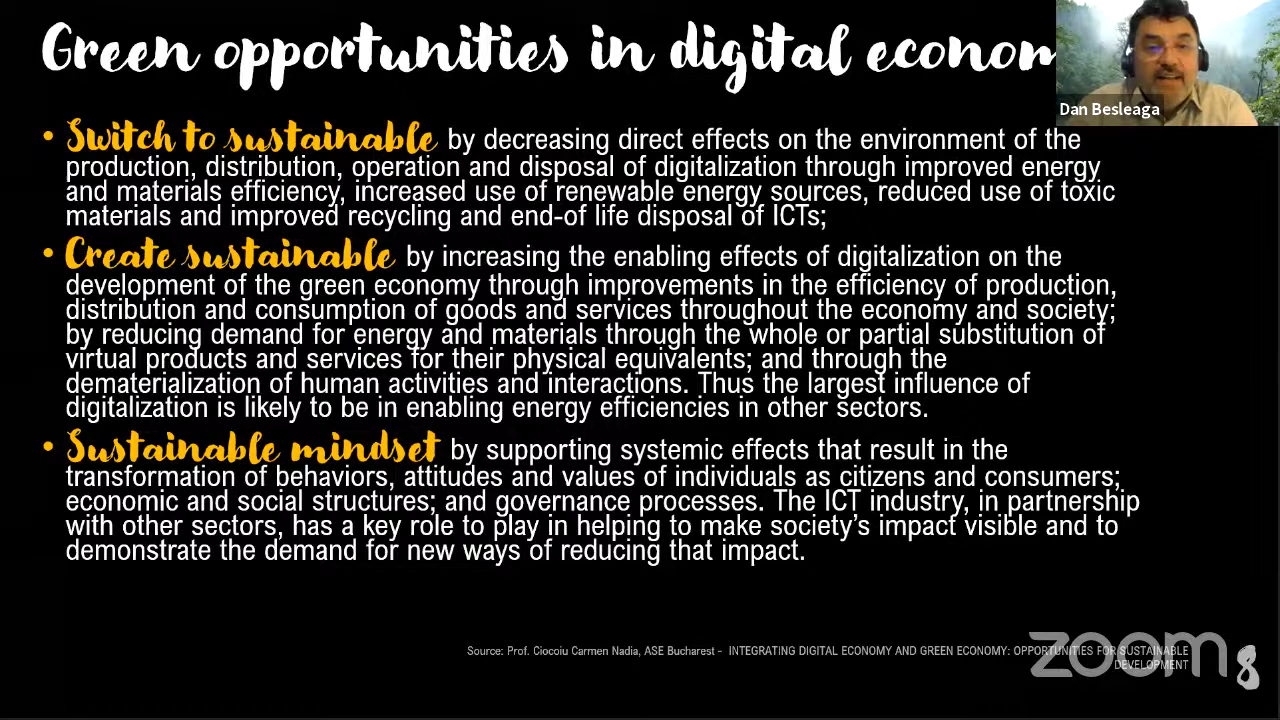 Green opportunities in digital econom
Dan Besleaga
• Switch to sustainable by decreasing direct effects on the environment of the
production, distribution, operation and disposal of digitalization through improved energy
and materials efficiency, increased use of renewable energy sources, reduced use of toxic
materials and improved recycling and end-of life disposal of ICTs;
• Create sustainable by increasing the enabling effects of digitalization on the
development of the green economy through improvements in the efficiency of production,
distribution and consumption of goods and services throughout the economy and society;
by reducing demand for energy and materials through the whole or partial substitution of
virtual products and services for their physical equivalents; and through the
dematerialization of human activities and interactions. Thus the largest influence of
digitalization is likely to be in enabling energy efficiencies in other sectors.
• Sustainable mindset by supporting systemic effects that result in the
transformation of behaviors, attitudes and values of individuals as citizens and consumers;
economic and social structures; and governance processes. The ICT industry, in partnership
with other sectors, has a key role to play in helping to make society's impact visible and to
demonstrate the demand for new ways of reducing that impact.
Source: Prof. Ciocoiu Carmen Nadia, ASE Bucharest - INTEGRATING DIGITAL ECONOMY AND GREEN ECONOMY: OPPORTUNITIES FOR SUSTAINABLE
DEVELOPMENT
zoom
8